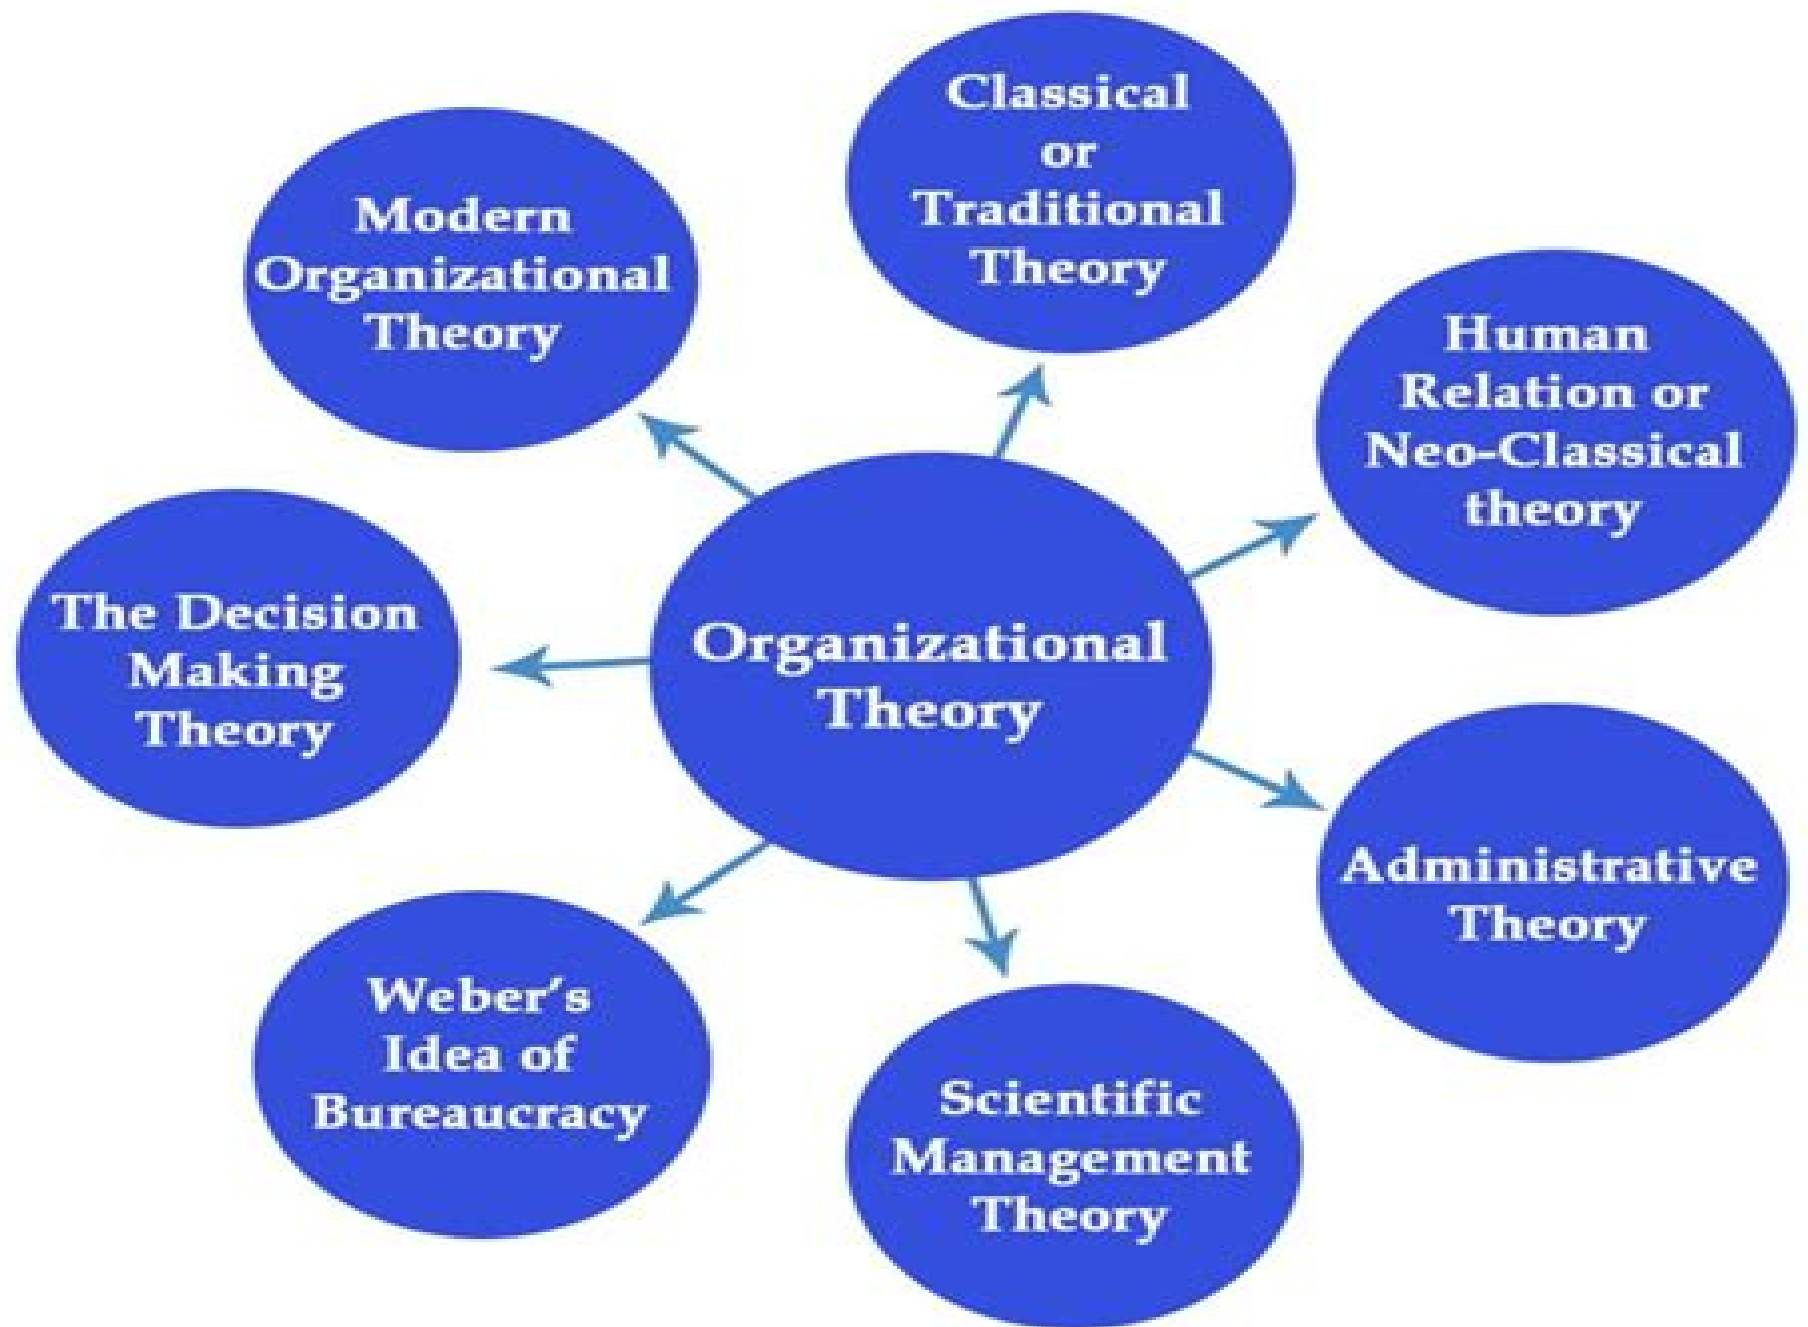 Classical
or
Traditional
Theory
Modern
Organizational
Theory
Human
Relation or
Neo-Classical
theory
The Decision
Making
Theory
Organizational
Theory
Administrative
Theory
Weber’s
Idea of
Bureaucracy
Scientific
Management
Theory